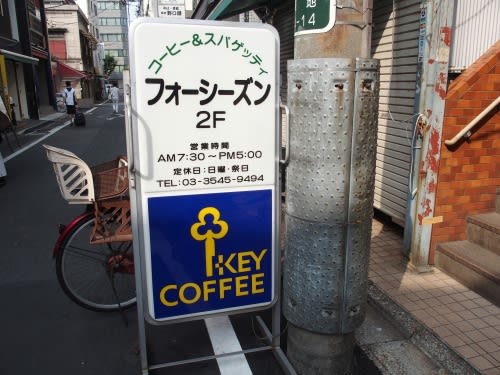 コーヒー&スパゲッティ
フォーシーズン
2F
営業時間
AM7:30～PM5:00
定休日:日曜・祭日
TEL:03-3545-9494
KEY
COFFEE
-14